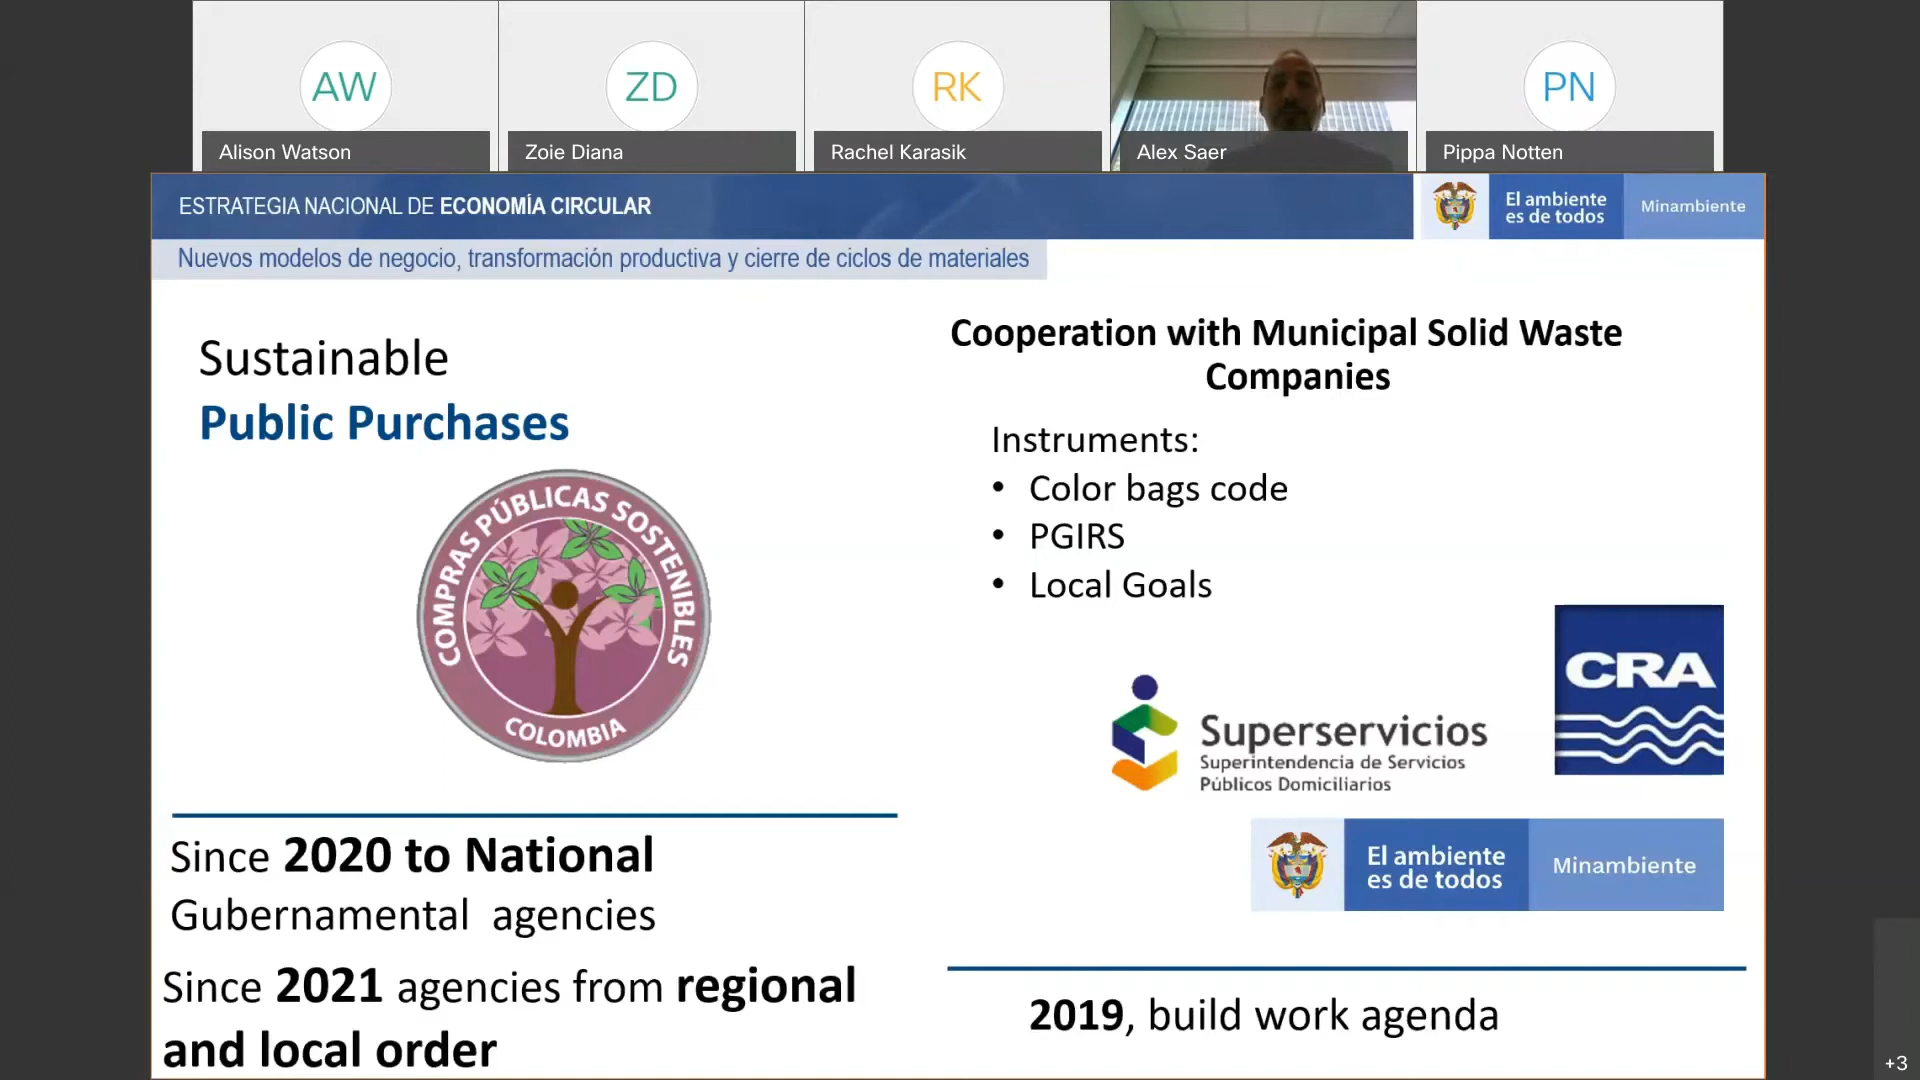 AW
ZD
RK
PN
Alison Watson
Zoie Diana
Rachel Karasik
Alex Saer
Pippa Notten
ESTRATEGIA NACIONAL DE ECONOMÍA CIRCULAR
El ambiente
es de todos
Minambiente
Nuevos modelos de negocio, transformación productiva y cierre de ciclos de materiales
Sustainable
Public Purchases
COMPRAS PÚBLICAS SOSTENIBLES
COLOMBIA
Since 2020 to National
Gubernamental agencies
Since 2021 agencies from regional
and local order
Cooperation with Municipal Solid Waste
Companies
Instruments:
• Color bags code
• PGIRS
• Local Goals
CRA
Superservicios
Superintendencia de Servicios
Públicos Domiciliarios
El ambiente
es de todos
Minambiente
2019, build work agenda
+3